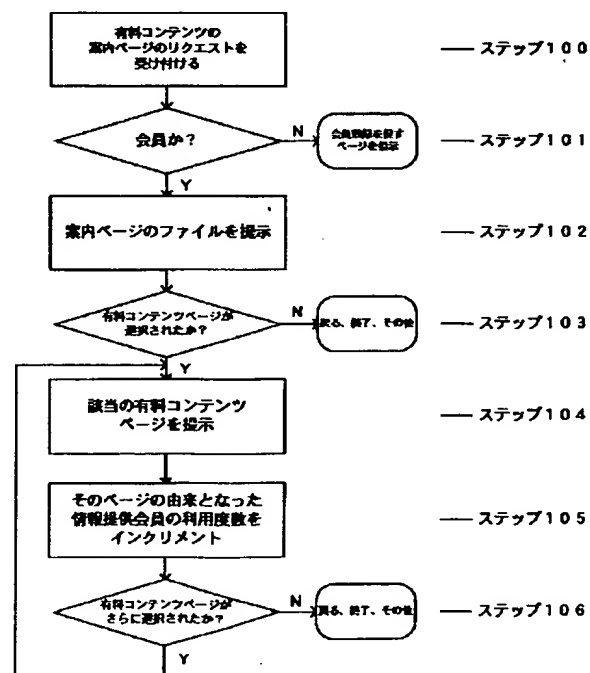 有料コンテンツの
案内ページのリクエストを
受け付ける
ステップ100
会員か?
N
会員登録を促す
ページを提示
ステップ101
Y
案内ページのファイルを提示
ステップ102
有料コンテンツページが
選択されたか?
N
戻る、終了、その他
ステップ103
Y
該当の有料コンテンツ
ページを提示
ステップ104
そのページの由来となった
情報提供会員の利用度数を
インクリメント
ステップ105
有料コンテンツページが
さらに選択されたか?
N
戻る、終了、その他
ステップ106
Y